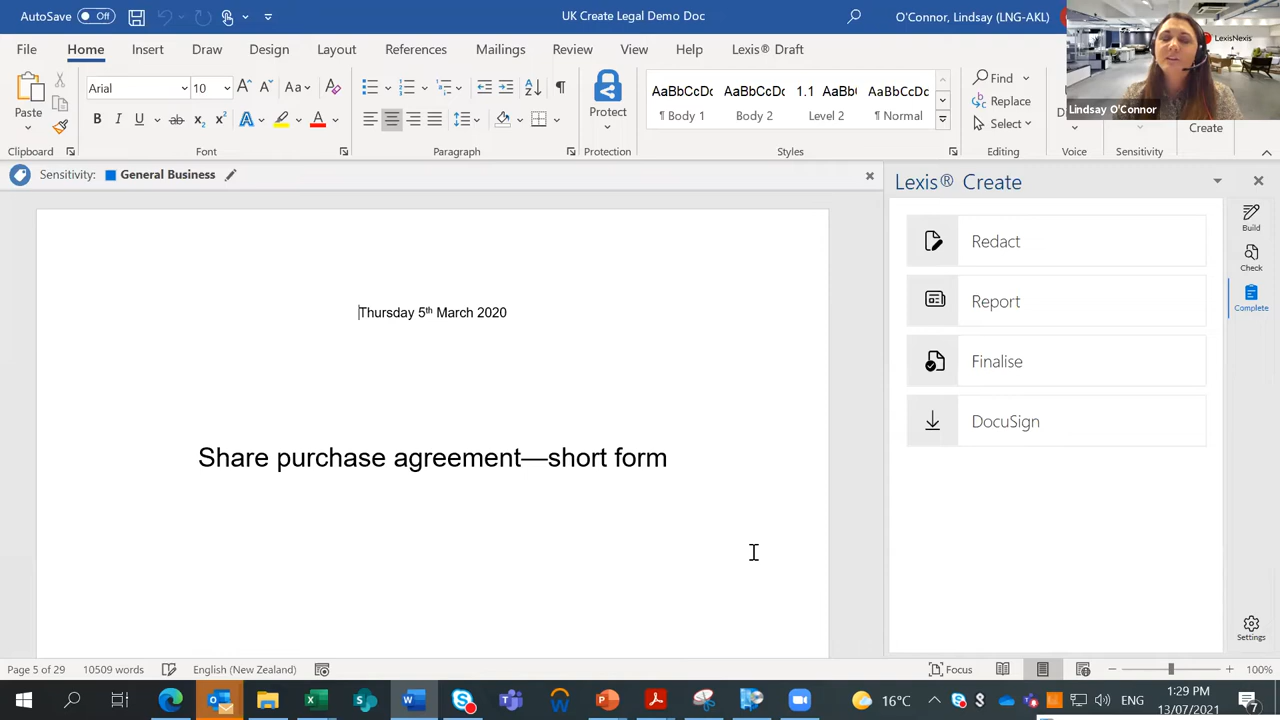 AutoSave Off
UK Create Legal Demo Doc
O'Connor, Lindsay (LNG-AKL)
LexisNexis
Lindsay O'Connor
File Home Insert Draw Design Layout References Mailings Review View Help Lexis® Draft
Paste
Arial 10
Protect
AaBbCcDc AaBbCcDc 1.1 AaBb AaBbCcDc
¶ Body 1 Body 2 Level 2 ¶ Normal
Find
Replace
Select
Create
Clipboard Font Paragraph Protection Styles Editing Voice Sensitivity
Sensitivity: General Business
Lexis® Create
Redact
Report
Finalise
DocuSign
Build
Check
Complete
Settings
Thursday 5th March 2020
Share purchase agreement—short form
Page 5 of 29 10509 words English (New Zealand) Focus 100%
16°C ENG 1:29 PM
13/07/2021
7